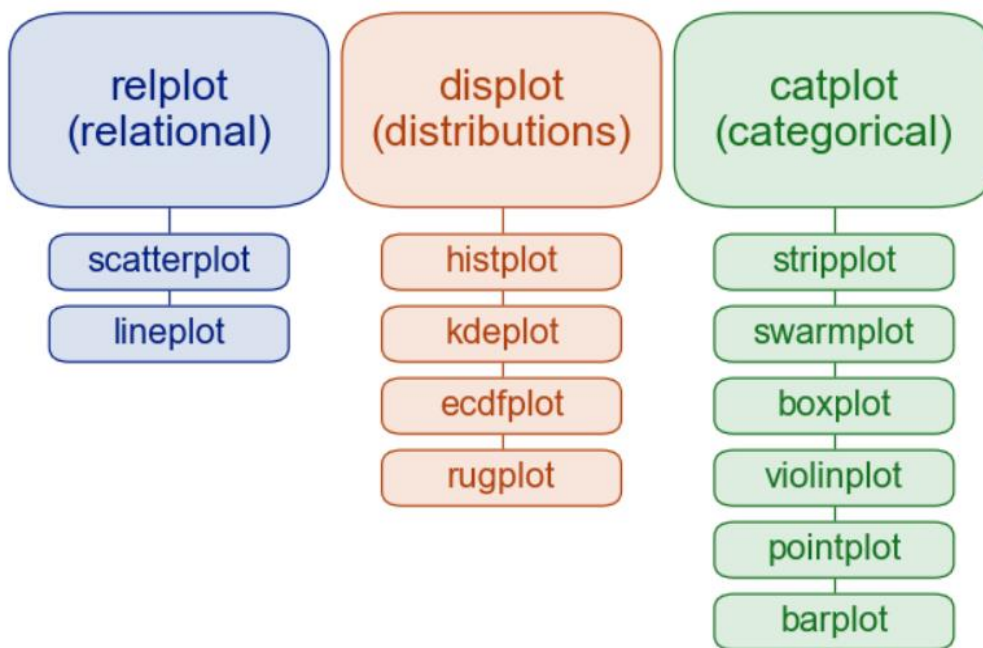 relplot
(relational)
scatterplot
lineplot
displot
(distributions)
histplot
kdeplot
ecdfplot
rugplot
catplot
(categorical)
stripplot
swarmplot
boxplot
violinplot
pointplot
barplot